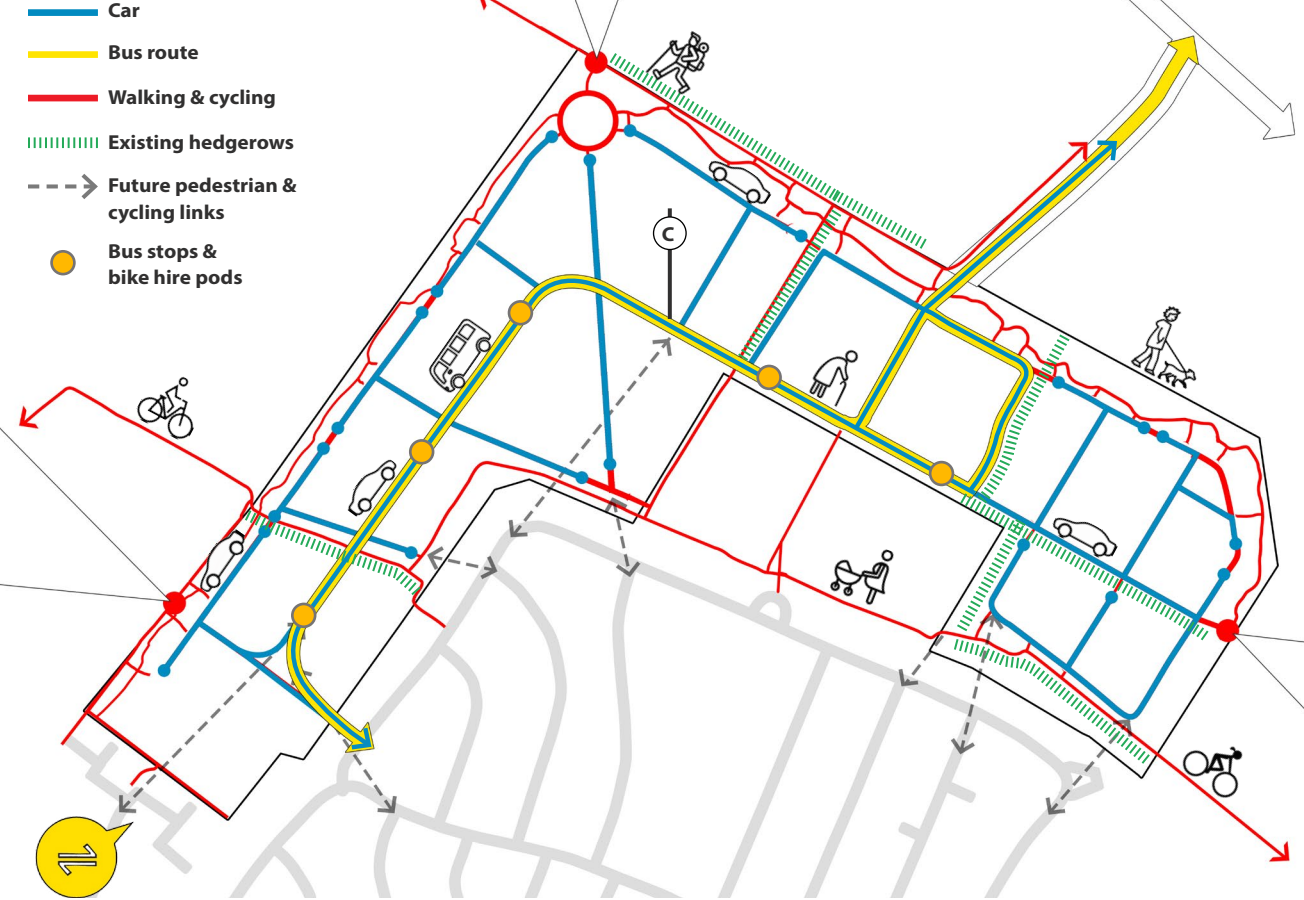 Car
Bus route
Walking & cycling
Existing hedgerows
Future pedestrian &
cycling links
Bus stops &
bike hire pods
C